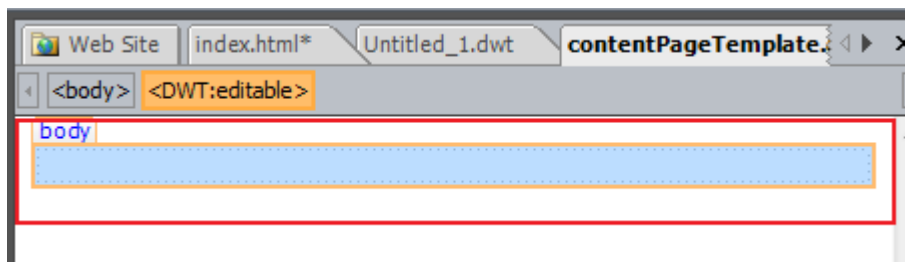 Web Site index.html* Untitled_1.dwt contentPageTemplate.
<body> <DWT:editable>
body